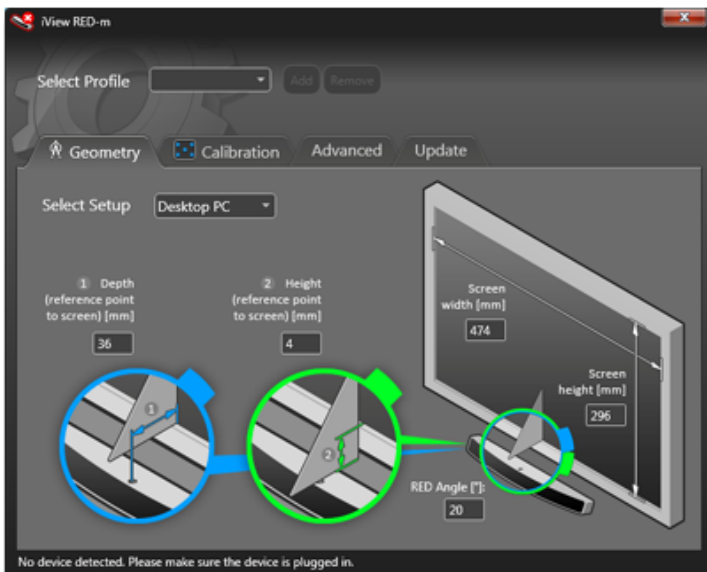 iView RED-m
Select Profile
Add Remove
Geometry Calibration Advanced Update
Select Setup Desktop PC
1 Depth
(reference point
to screen) [mm]
36
2 Height
(reference point
to screen) [mm]
4
Screen
width [mm]
474
Screen
height [mm]
296
1
2
RED Angle [°]:
20
No device detected. Please make sure the device is plugged in.